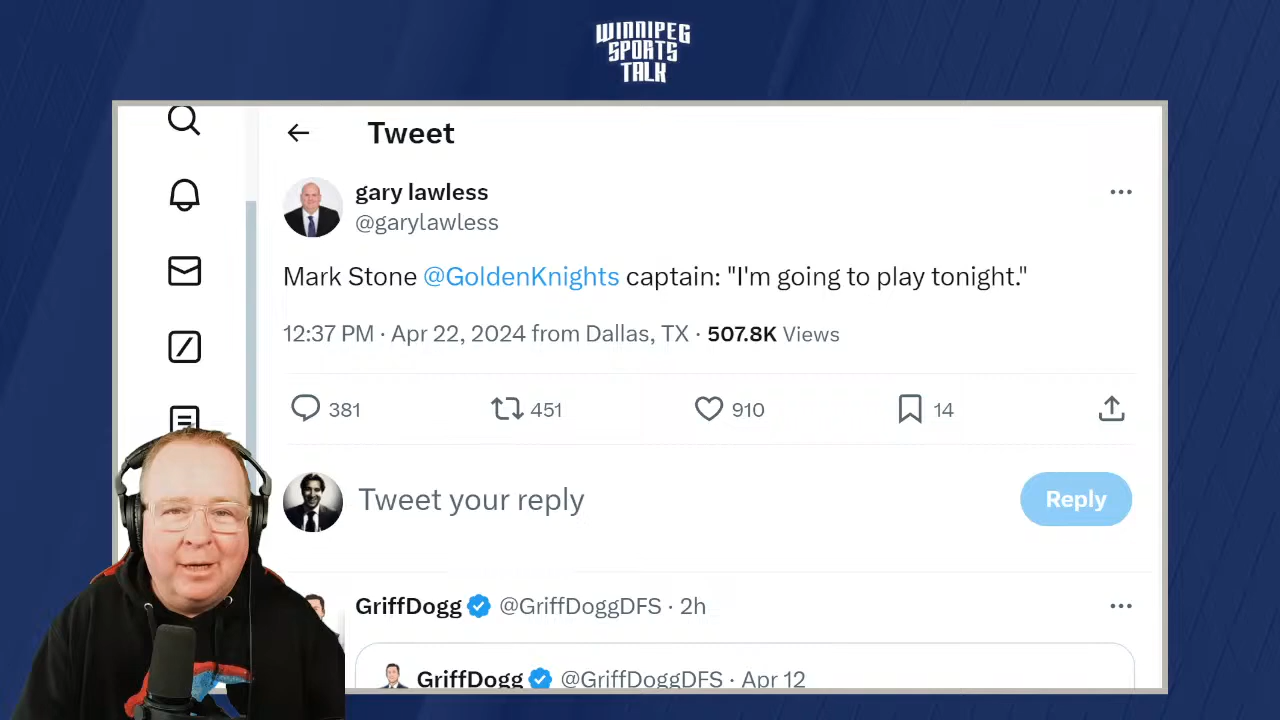 WINNIPEG
SPORTS
TALK
Tweet
gary lawless
@garylawless
Mark Stone @GoldenKnights captain: "I'm going to play tonight."
12:37 PM · Apr 22, 2024 from Dallas, TX · 507.8K Views
381 451 910 14
Tweet your reply
Reply
GriffDogg @GriffDoggDFS · 2h
GriffDogg @GriffDoggDFS · Apr 12